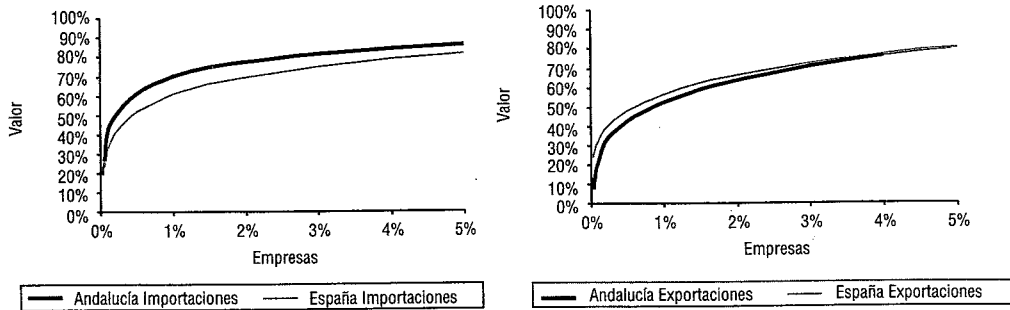 100%
90%
80%
70%
60%
50%
40%
30%
20%
10%
0%
Valor
0% 1% 2% 3% 4% 5%
Empresas
Andalucía Importaciones España Importaciones
100%
90%
80%
70%
60%
50%
40%
30%
20%
10%
0%
Valor
0% 1% 2% 3% 4% 5%
Empresas
Andalucía Exportaciones España Exportaciones